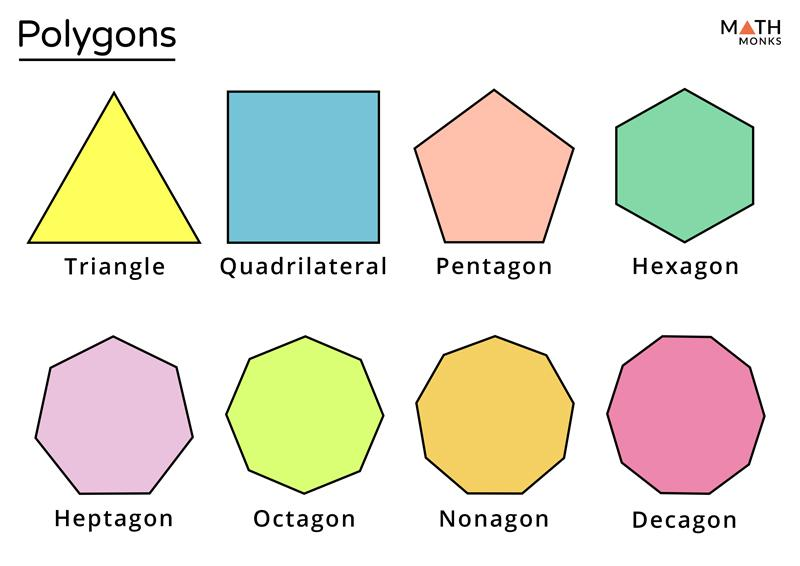 Polygons
MATH
MONKS
Triangle
Quadrilateral
Pentagon
Hexagon
Heptagon
Octagon
Nonagon
Decagon